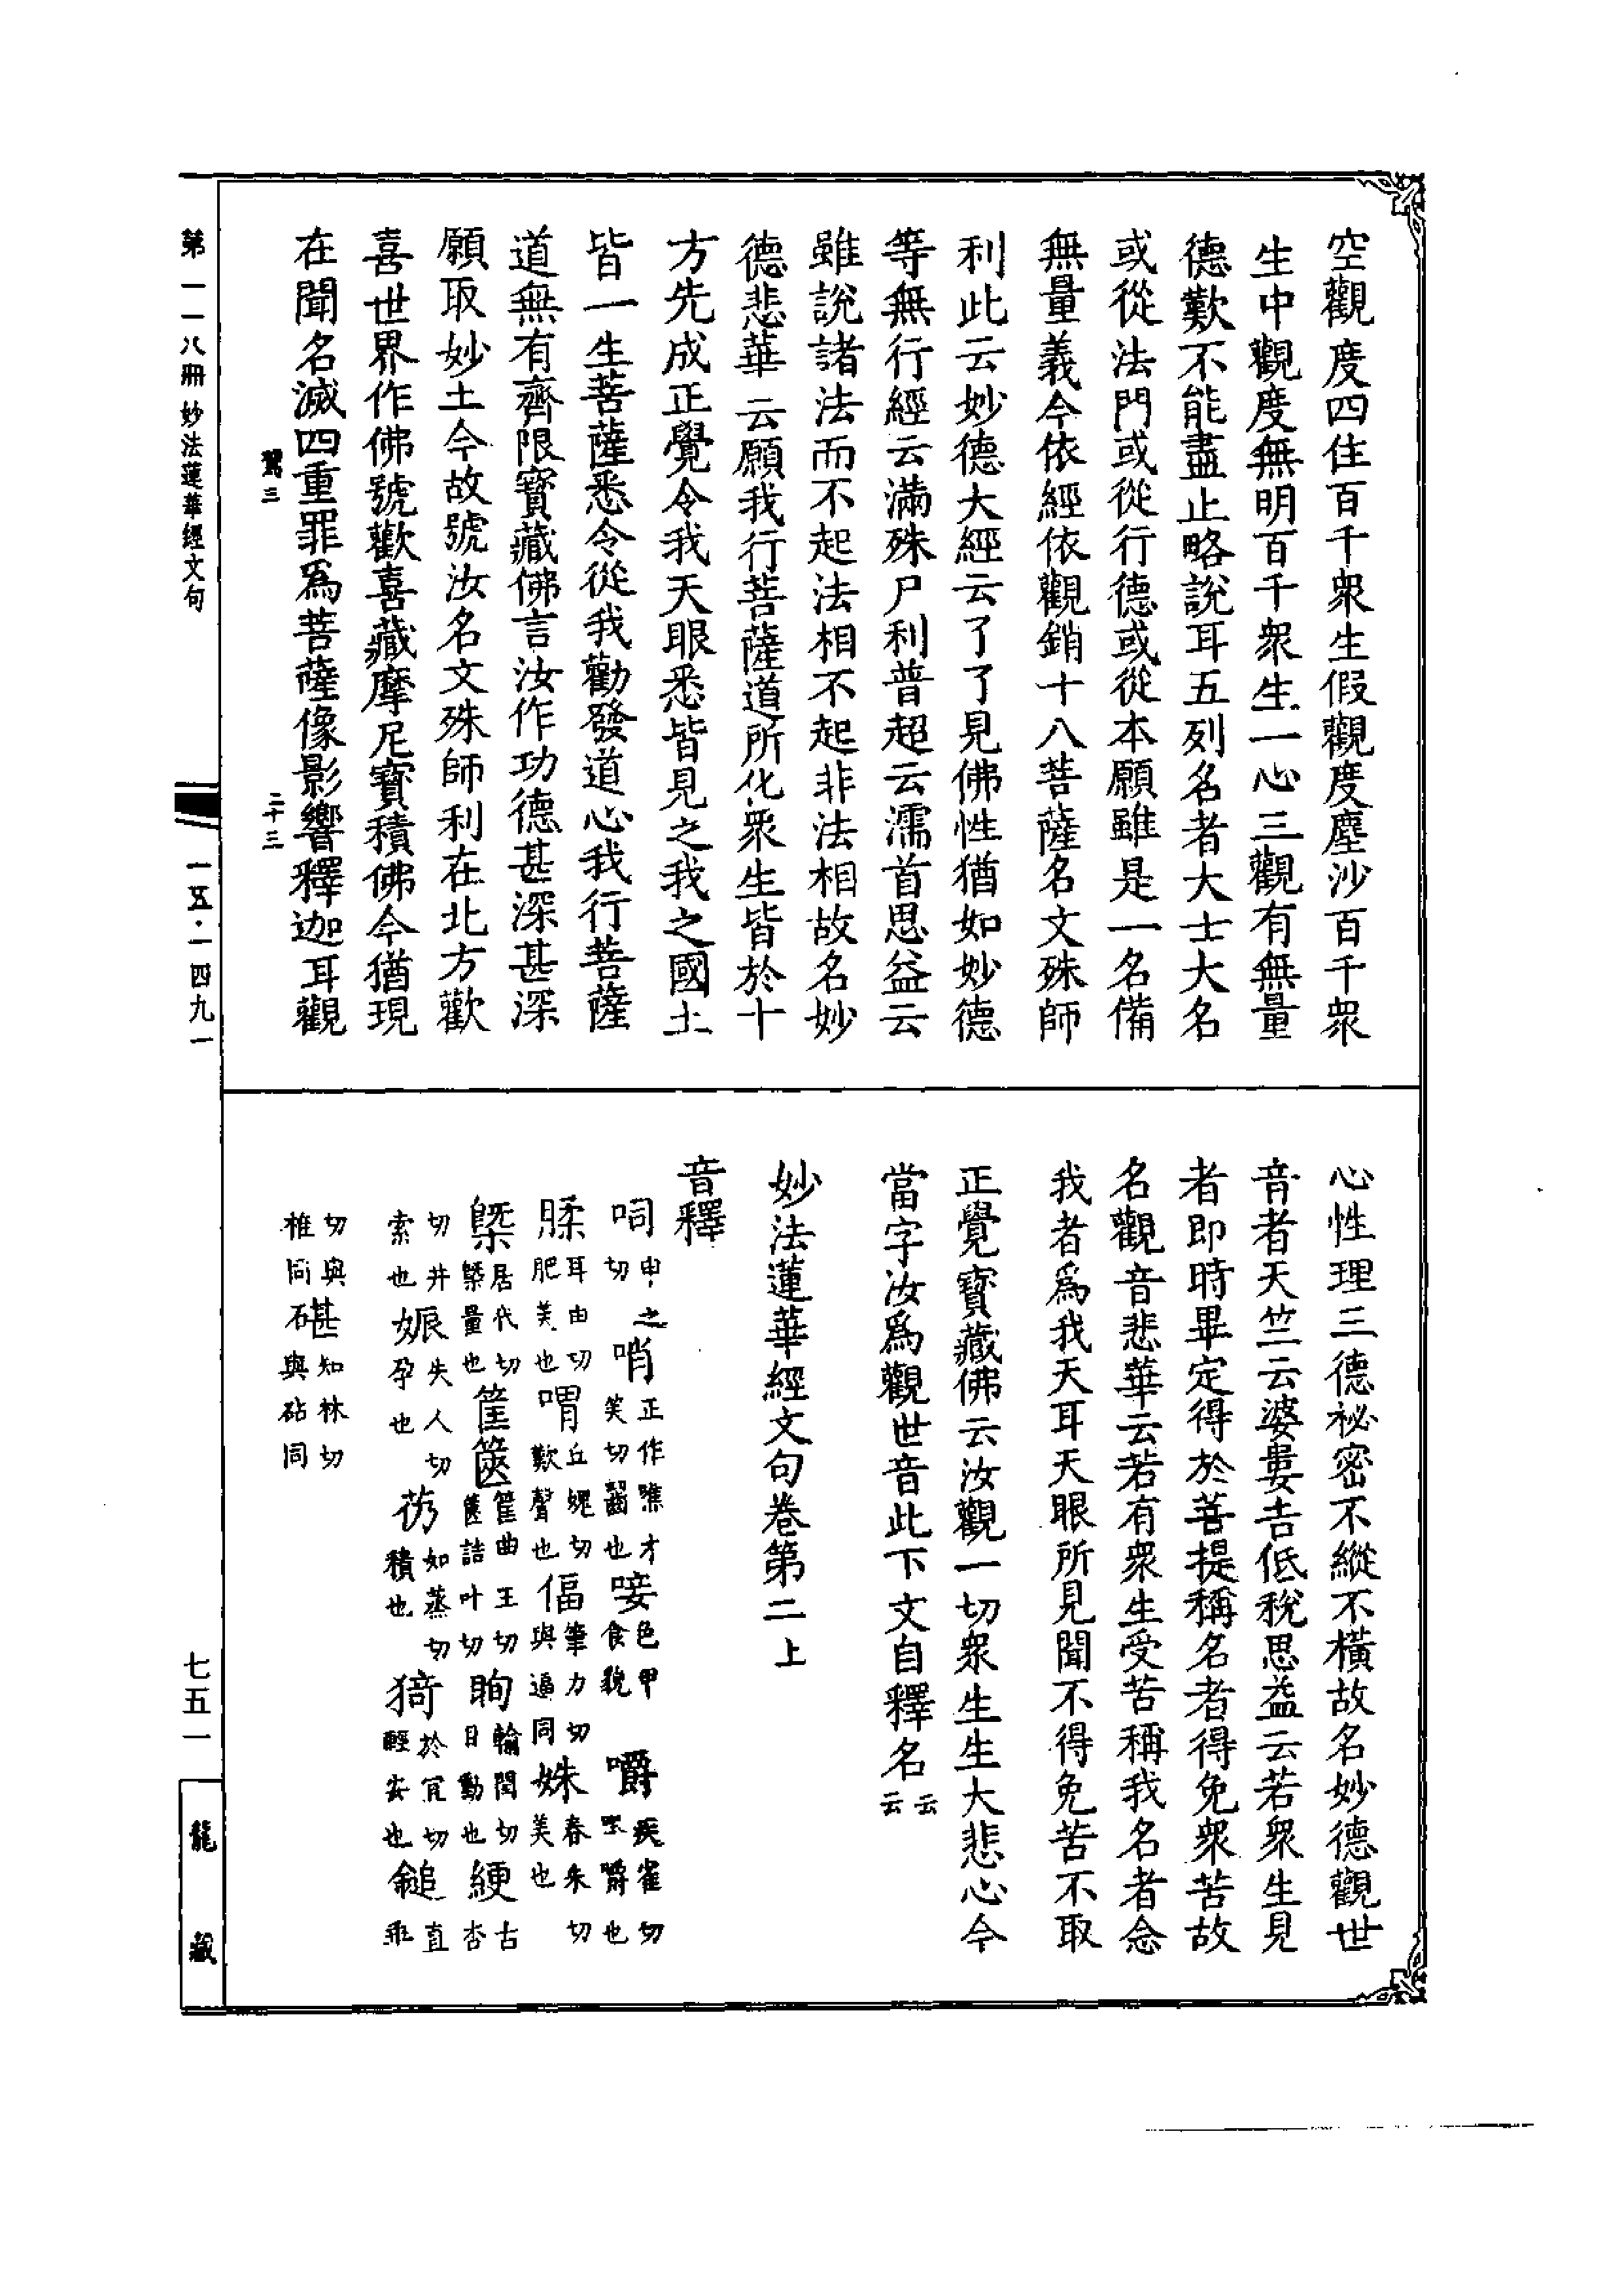 空觀度四住百千衆生假觀度塵沙百千衆
生中觀度無明百千衆生一心三觀有無量
德歎不能盡止略說耳五列名者大士大名
或從法門或從行德或從本願雖是一名備
無量義今依經依觀銷十八菩薩名文殊師
利此云妙德大經云了了見佛性猶如妙德
等無行經云滿殊尸利普超云濡首思益云
雖說諸法而不起法相不起非法相故名妙
德悲華云願我行菩薩道所化衆生皆於十
方先成正覺令我天眼悉皆見之我之國土
皆一生菩薩悉令從我勸發道心我行菩薩
道無有齊限寶藏佛言汝作功德甚深甚深
願取妙土今故號汝名文殊師利在北方歡
喜世界作佛號歡喜藏摩尼寶積佛今猶現
在聞名滅四重罪爲菩薩像影響釋迦耳觀
心性理三德祕密不縱不橫故名妙德觀世
音者天竺云婆婁吉低稅思益云若衆生見
者即時畢定得於菩提稱名者得免衆苦故
名觀音悲華云若有衆生受苦稱我名者念
我者爲我天耳天眼所見聞不得免苦不取
正覺寶藏佛云汝觀一切衆生生大悲心今
當字汝爲觀世音此下文自釋名云云
妙法蓮華經文句卷第二上
音釋
呞申之切 哨正作噍才笑切齧也 唼色甲食貌 嚼疾雀切咀嚼也
腬耳由切肥美也 喟丘媿切歎聲也 偪筆力切與逼同 姝春朱切美也
槩居代切槩量也 筐篋筐曲王切篋詰叶切 眴輸閏切目動也 綆古杏
切井索也 娠失人切孕也 芿如蒸切積也 猗於宜切輕安也 鎚直垂
切與椎同 椹知林切石與砧同
第一一八冊 妙法蓮華經文句
駕三
二十三
一五·一四九一
七五一
龍藏